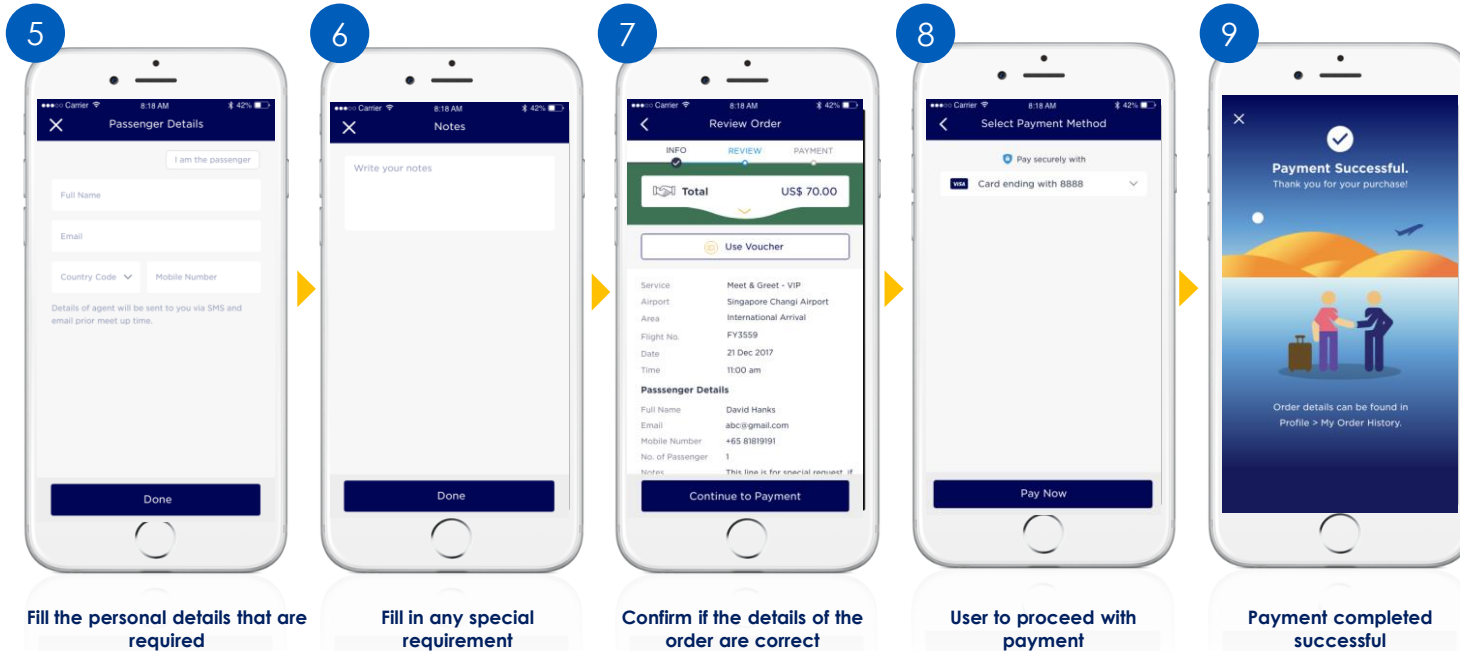 5
Carrier 8:18 AM 42%
Passenger Details
I am the passenger
Full Name
Email
Country Code Mobile Number
Details of agent will be sent to you via SMS and
email prior meet up time.
Done
Fill the personal details that are
required
6
Carrier 8:18 AM 42%
Notes
Write your notes
Done
Fill in any special
requirement
7
Carrier 8:18 AM 42%
Review Order
INFO REVIEW PAYMENT
Total US$ 70.00
Use Voucher
Service Meet & Greet - VIP
Airport Singapore Changi Airport
Area International Arrival
Flight No. FY3559
Date 21 Dec 2017
Time 11:00 am
Passsenger Details
Full Name David Hanks
Email abc@gmail.com
Mobile Number +65 81819191
No. of Passenger 1
Notes This line is for special request, if
Continue to Payment
Confirm if the details of the
order are correct
8
Carrier 8:18 AM 42%
Select Payment Method
Pay securely with
VISA Card ending with 8888
Pay Now
User to proceed with
payment
9
Payment Successful.
Thank you for your purchase!
Order details can be found in
Profile > My Order History.
Payment completed
successful